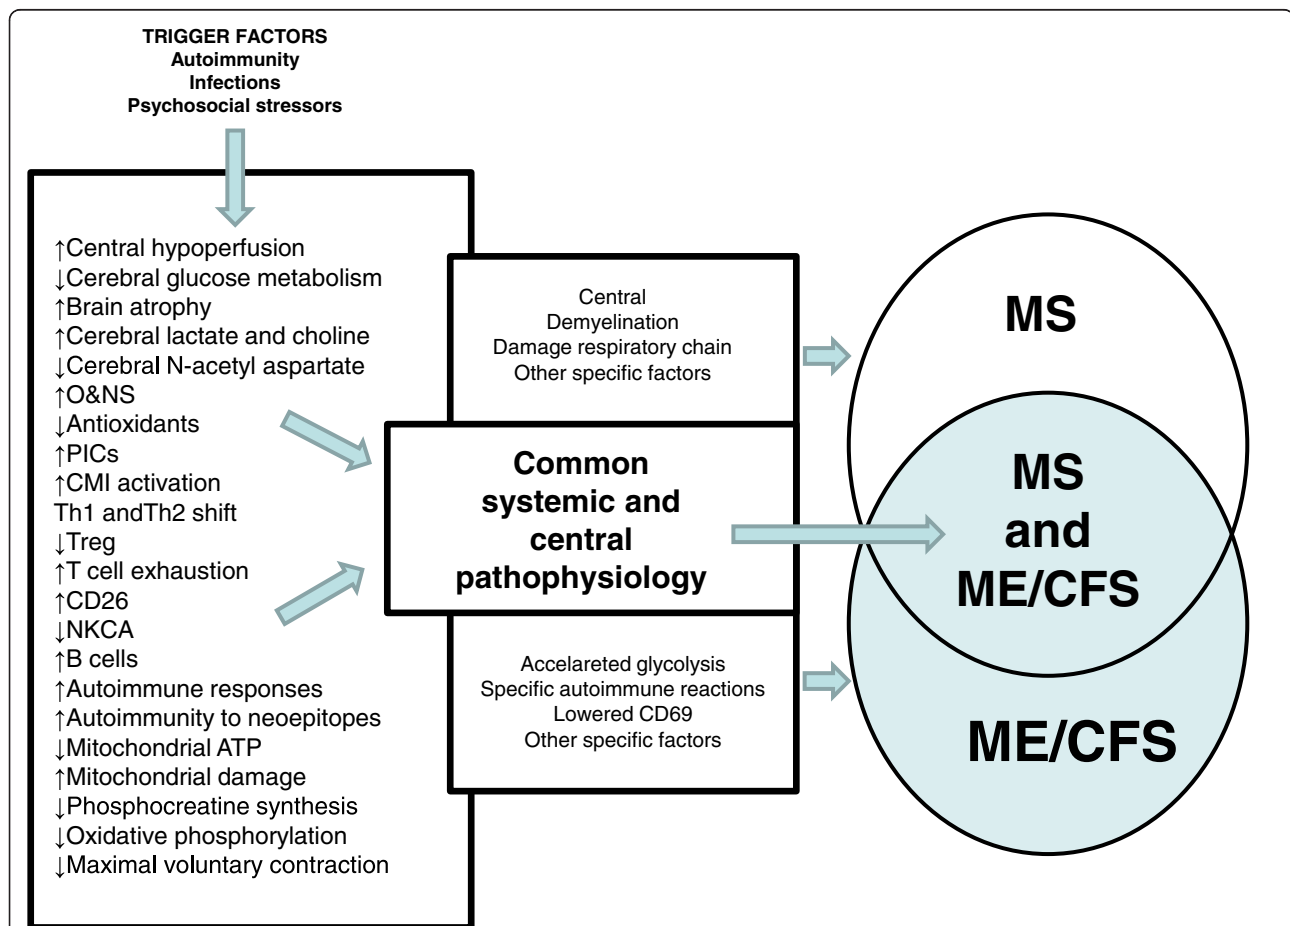 TRIGGER FACTORS
Autoimmunity
Infections
Psychosocial stressors
↑Central hypoperfusion
↓Cerebral glucose metabolism
↑Brain atrophy
↑Cerebral lactate and choline
↓Cerebral N-acetyl aspartate
↑O&NS
↓Antioxidants
↑PICs
↑CMI activation
Th1 andTh2 shift
↓Treg
↑T cell exhaustion
↑CD26
↓NKCA
↑B cells
↑Autoimmune responses
↑Autoimmunity to neoepitopes
↓Mitochondrial ATP
↑Mitochondrial damage
↓Phosphocreatine synthesis
↓Oxidative phosphorylation
↓Maximal voluntary contraction
Central
Demyelination
Damage respiratory chain
Other specific factors
Common
systemic and
central
pathophysiology
Accelareted glycolysis
Specific autoimmune reactions
Lowered CD69
Other specific factors
MS
MS
and
ME/CFS
ME/CFS